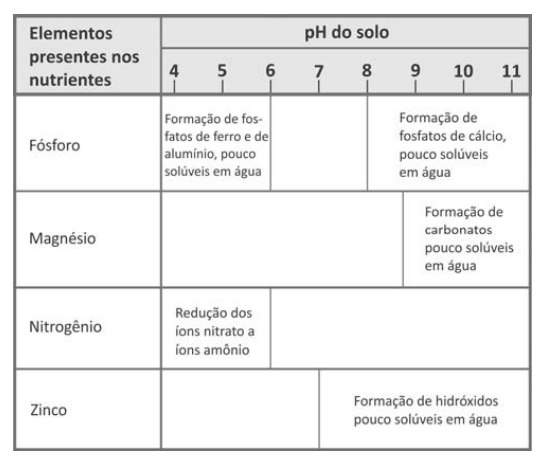 Elementos
presentes nos
nutrientes
pH do solo
4 5 6 7 8 9 10 11
Fósforo
Formação de fos-
fatos de ferro e de
alumínio, pouco
solúveis em água
Formação de
fosfatos de cálcio,
pouco solúveis
em água
Magnésio
Formação de
carbonatos
pouco solúveis
em água
Nitrogênio
Redução dos
íons nitrato a
íons amônio
Zinco
Formação de hidróxidos
pouco solúveis em água